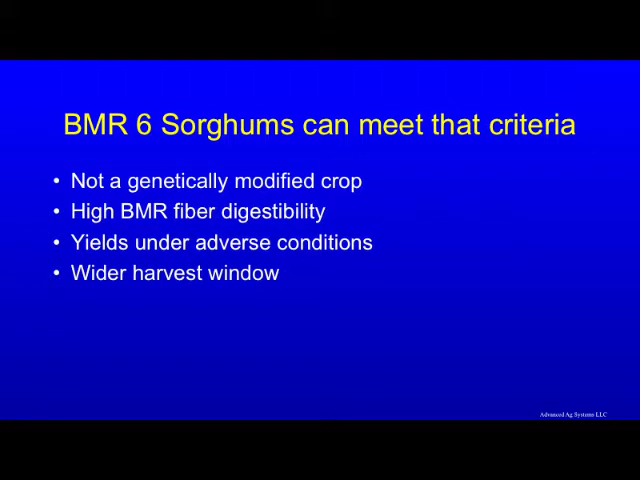 BMR 6 Sorghums can meet that criteria
• Not a genetically modified crop
• High BMR fiber digestibility
• Yields under adverse conditions
• Wider harvest window
Advanced Ag Systems LLC